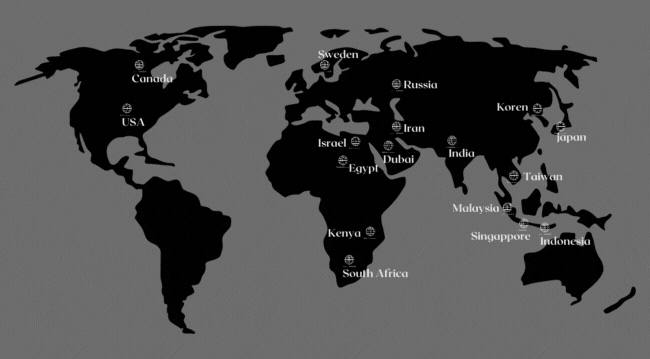 Sweden
Canada
Russia
Koren
USA
Iran
japan
Israel
India
Dubai
Egypt
Taiwan
Malaysia
Kenya
Singappore
Indonesia
South Africa